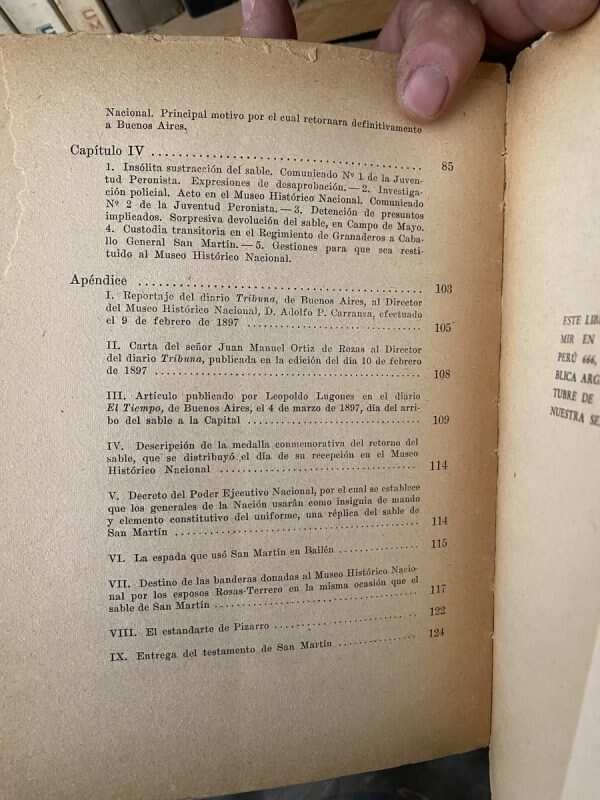 Nacional. Principal motivo por el cual retornara definitivamente
a Buenos Aires.
Capítulo IV ........................................ 85
1. Insólita sustracción del sable. Comunicado Nº 1 de la Juven-
tud Peronista. Expresiones de desaprobación. — 2. Investiga-
ción policial. Acto en el Museo Histórico Nacional. Comunicado
Nº 2 de la Juventud Peronista. — 3. Detención de presuntos
implicados. Sorpresiva devolución del sable, en Campo de Mayo.
4. Custodia transitoria en el Regimiento de Granaderos a Caba-
llo General San Martín. — 5. Gestiones para que sea resti-
tuido al Museo Histórico Nacional.
Apéndice ........................................ 103
I. Reportaje del diario Tribuna, de Buenos Aires, al Director
del Museo Histórico Nacional, D. Adolfo P. Carranza, efectuado
el 9 de febrero de 1897 ........................ 105
II. Carta del señor Juan Manuel Ortiz de Rozas al Director
del diario Tribuna, publicada en la edición del día 10 de febrero
de 1897 ........................................ 108
III. Artículo publicado por Leopoldo Lugones en el diario
El Tiempo, de Buenos Aires, el 4 de marzo de 1897, día del arri-
bo del sable a la Capital ........................ 109
IV. Descripción de la medalla conmemorativa del retorno del
sable, que se distribuyó el día de su recepción en el Museo
Histórico Nacional ........................ 114
V. Decreto del Poder Ejecutivo Nacional, por el cual se establece
que los generales de la Nación usarán como insignia de mando
y elemento constitutivo del uniforme, una réplica del sable de
San Martín ........................ 114
VI. La espada que usó San Martín en Bailén ............ 115
VII. Destino de las banderas donadas al Museo Histórico Nacio-
nal por los esposos Rosas-Terrero en la misma ocasión que el
sable de San Martín ........................ 117
VIII. El estandarte de Pizarro ........................ 122
IX. Entrega del testamento de San Martín ............ 124
ESTE LIB
MIR EN
PERÚ 666,
BLICA ARG
TUBRE DE
NUESTRA SE